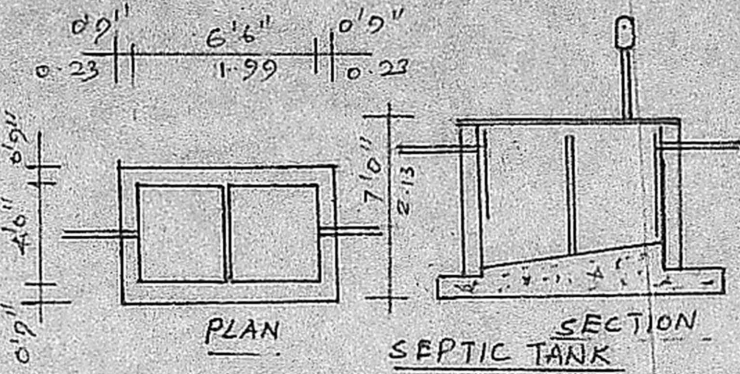 0'9" 6'6" 0'9"
0.23 1.99 0.23
0'9"
4'0"
0'9"
7'0"
2.13
PLAN
SECTION
SEPTIC TANK